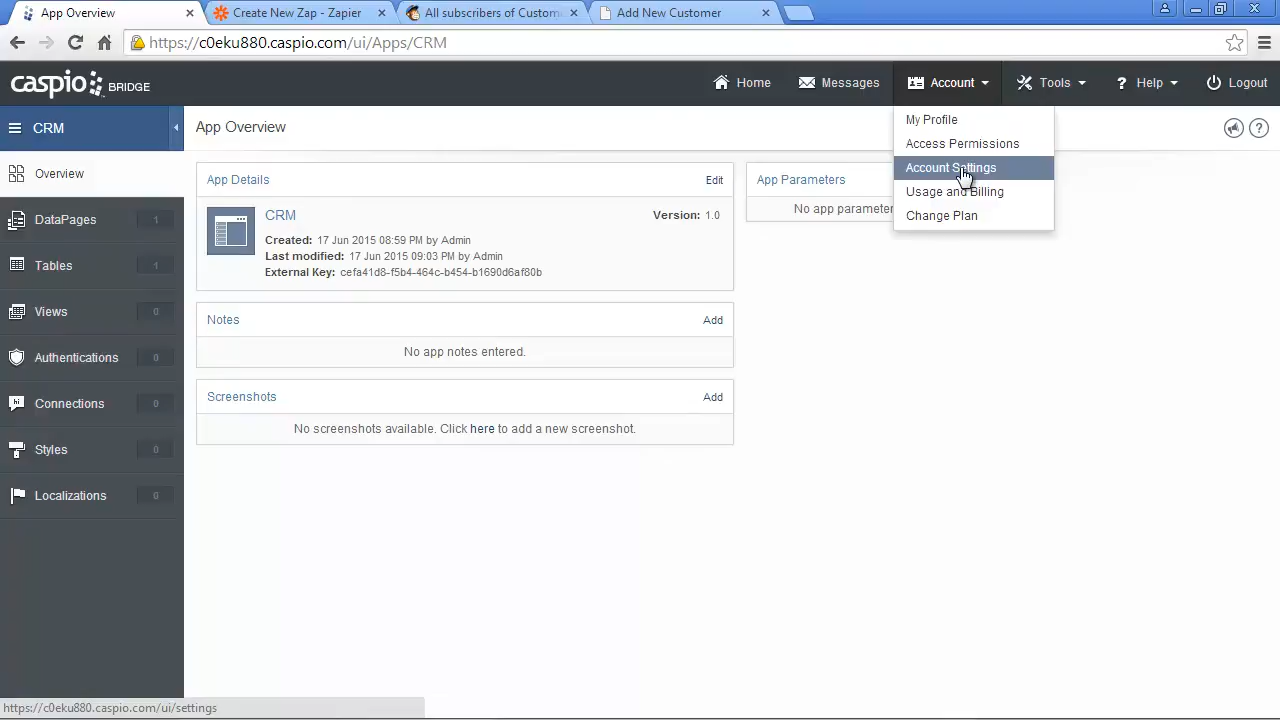 App Overview
Create New Zap - Zapier
All subscribers of Custom
Add New Customer
https://c0eku880.caspio.com/ui/Apps/CRM
caspio BRIDGE
Home
Messages
Account
Tools
? Help
Logout
CRM
App Overview
My Profile
Access Permissions
Account Settings
Usage and Billing
Change Plan
Overview
DataPages 1
Tables 1
Views 0
Authentications 0
Connections 0
Styles 0
Localizations 0
App Details Edit
CRM Version: 1.0
Created: 17 Jun 2015 08:59 PM by Admin
Last modified: 17 Jun 2015 09:03 PM by Admin
External Key: cefa41d8-f5b4-464c-b454-b1690d6af80b
App Parameters
No app parameter
Notes Add
No app notes entered.
Screenshots Add
No screenshots available. Click here to add a new screenshot.
https://c0eku880.caspio.com/ui/settings